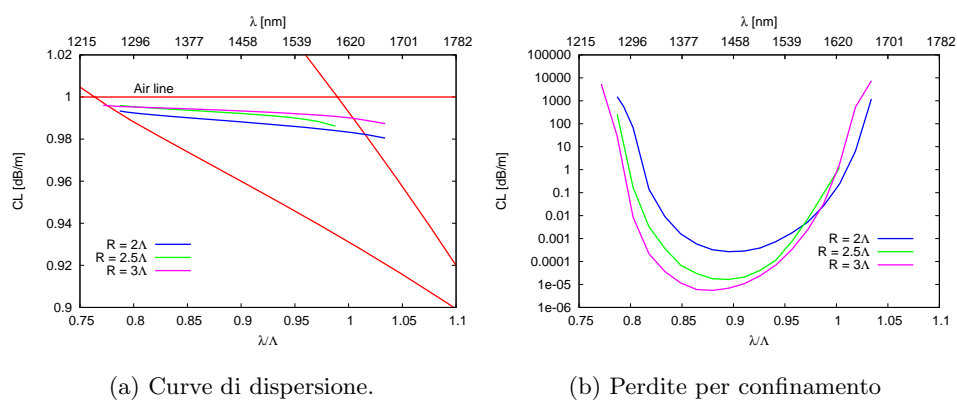 λ [nm]
1215 1296 1377 1458 1539 1620 1701 1782
1.02
1
0.98
0.96
0.94
0.92
0.9
CL [dB/m]
Air line
R = 2Λ
R = 2.5Λ
R = 3Λ
0.75 0.8 0.85 0.9 0.95 1 1.05 1.1
λ/Λ
(a) Curve di dispersione.
λ [nm]
1215 1296 1377 1458 1539 1620 1701 1782
100000
10000
1000
100
10
1
0.1
0.01
0.001
0.0001
1e-05
1e-06
CL [dB/m]
R = 2Λ
R = 2.5Λ
R = 3Λ
0.75 0.8 0.85 0.9 0.95 1 1.05 1.1
λ/Λ
(b) Perdite per confinamento